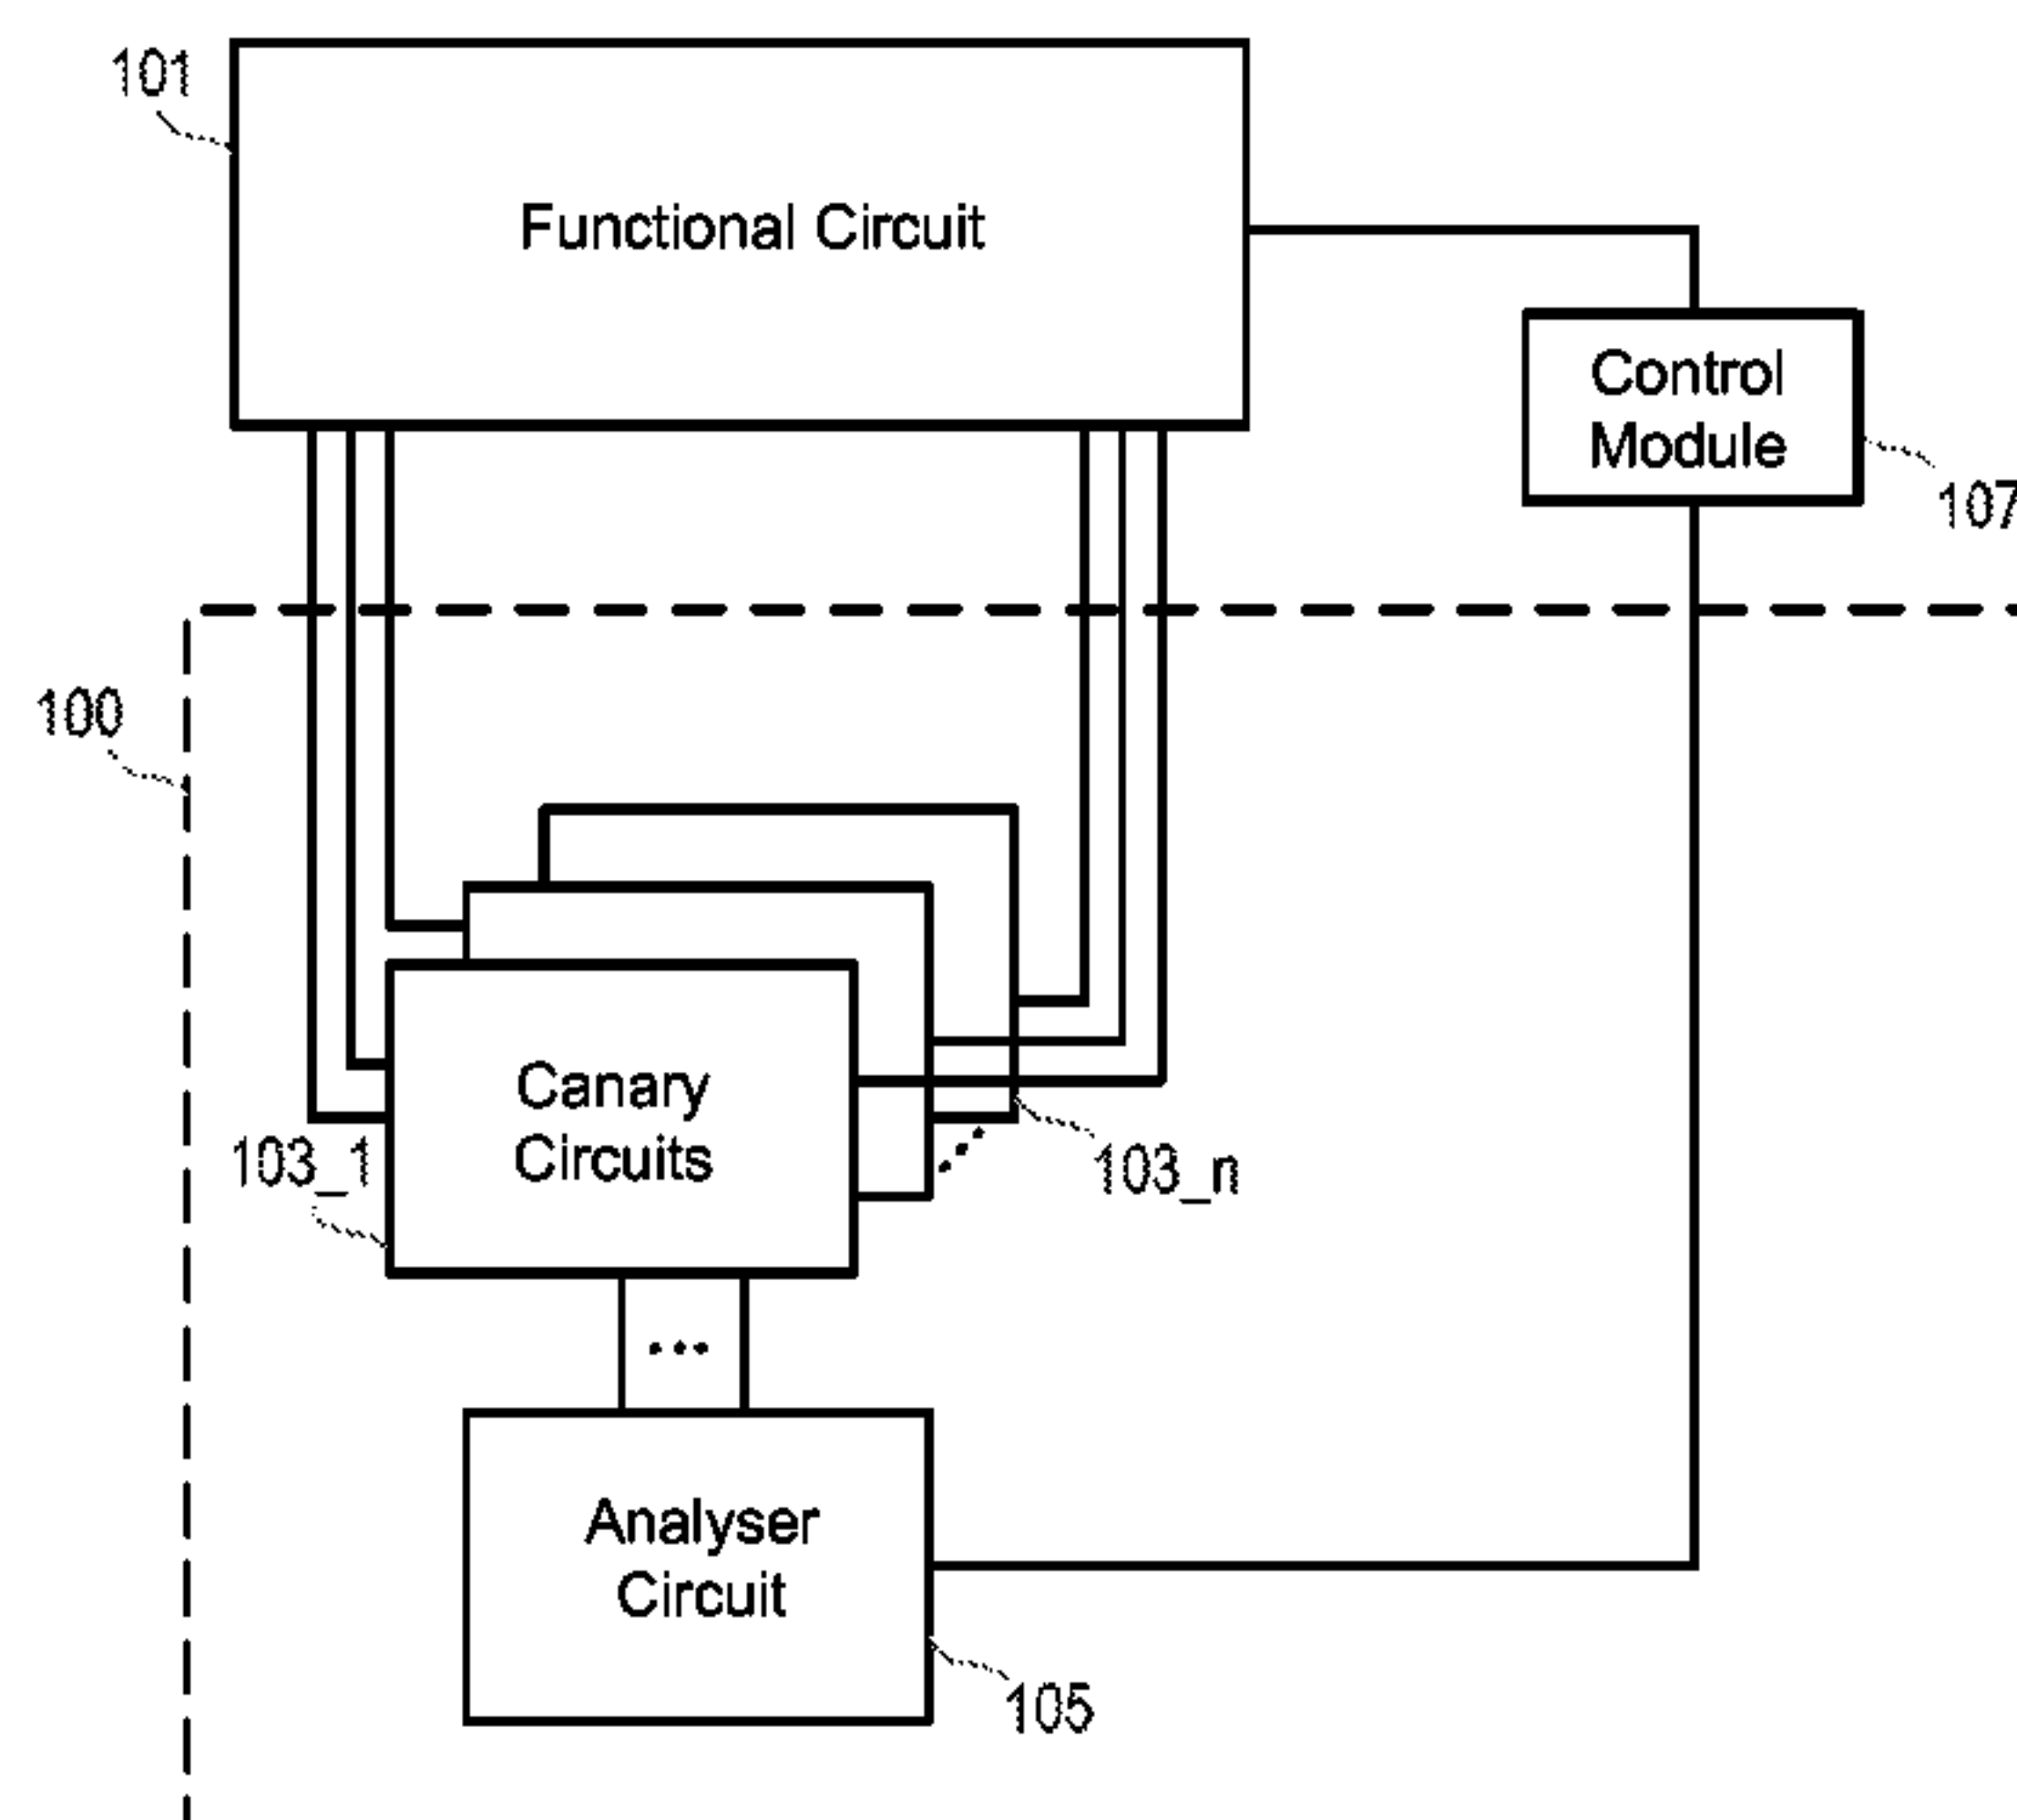 101
Functional Circuit
Control
Module
107
100
Canary
Circuits
103_1
103_n
...
Analyser
Circuit
105